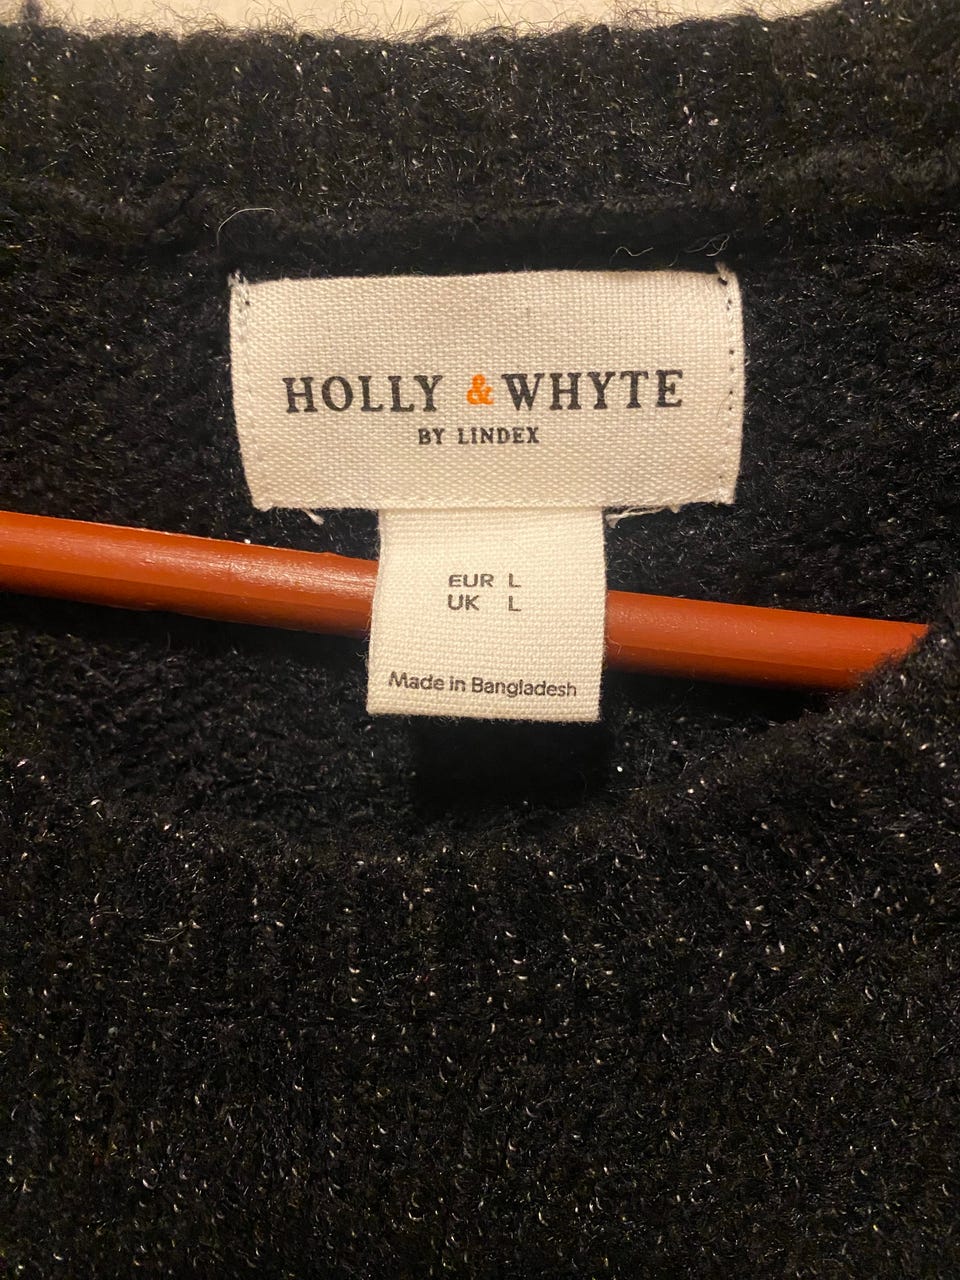 HOLLY & WHYTE
BY LINDEX
EUR L
UK L
Made in Bangladesh